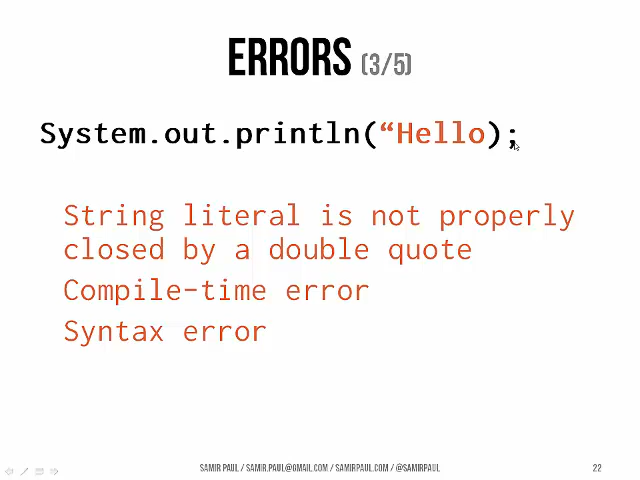 ERRORS (3/5)
System.out.println(“Hello);
String literal is not properly
closed by a double quote
Compile-time error
Syntax error
SAMIR PAUL / SAMIR.PAUL@GMAIL.COM / SAMIRPAUL.COM / @SAMIRPAUL
22